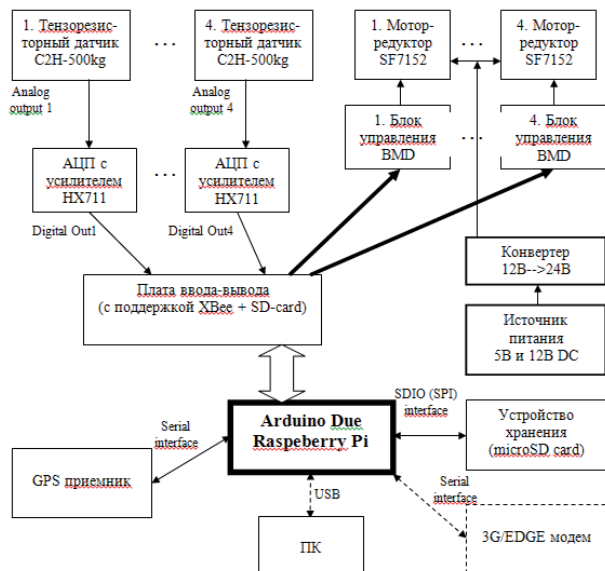 1. Тензорезис-
торный датчик
C2H-500kg
. . .
4. Тензорезис-
торный датчик
C2H-500kg
1. Мотор-
редуктор
SF7152
. . .
4. Мотор-
редуктор
SF7152
Analog
output 1
Analog
output 4
1. Блок
управления
BMD
. . .
4. Блок
управления
BMD
АЦП с
усилителем
HX711
. . .
АЦП с
усилителем
HX711
Digital Out1
Digital Out4
Конвертер
12В-->24В
Плата ввода-вывода
(с поддержкой XBee + SD-card)
Источник
питания
5В и 12В DC
SDIO (SPI)
interface
Arduino Due
Raspeberry Pi
Устройство
хранения
(microSD card)
Serial
interface
GPS приемник
USB
Serial
interface
ПК
3G/EDGE модем